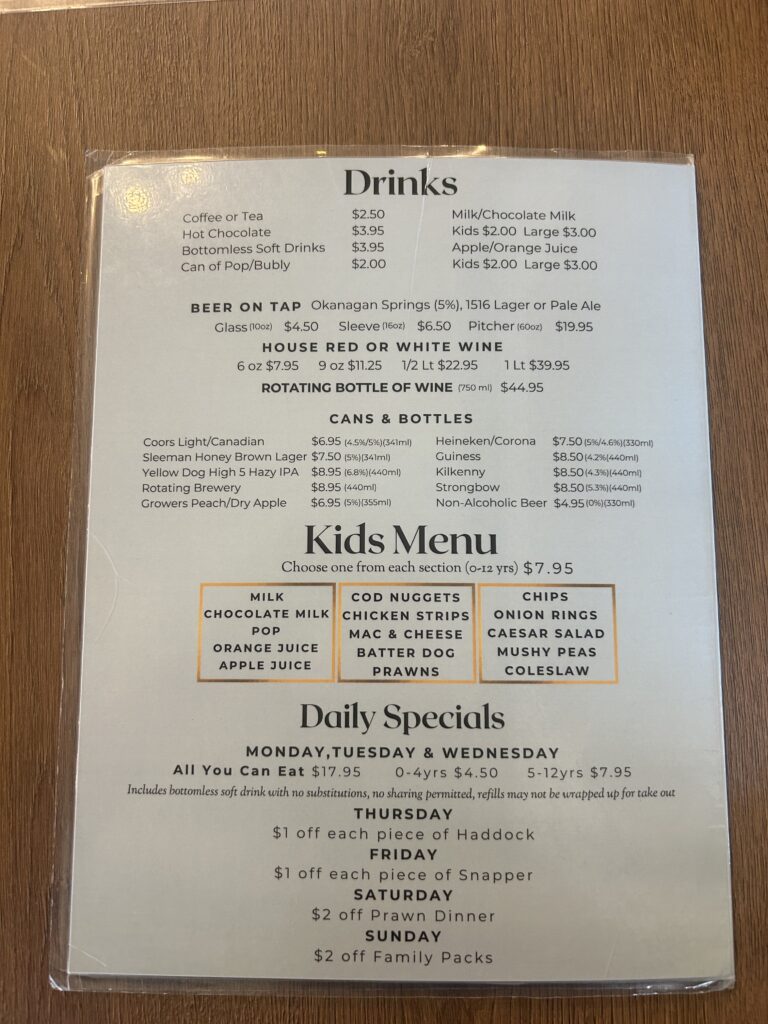 Drinks
Coffee or Tea $2.50 Milk/Chocolate Milk
Hot Chocolate $3.95 Kids $2.00 Large $3.00
Bottomless Soft Drinks $3.95 Apple/Orange Juice
Can of Pop/Bubly $2.00 Kids $2.00 Large $3.00
BEER ON TAP Okanagan Springs (5%), 1516 Lager or Pale Ale
Glass (10oz) $4.50 Sleeve (16oz) $6.50 Pitcher (60oz) $19.95
HOUSE RED OR WHITE WINE
6 oz $7.95 9 oz $11.25 1/2 Lt $22.95 1 Lt $39.95
ROTATING BOTTLE OF WINE (750 ml) $44.95
CANS & BOTTLES
Coors Light/Canadian $6.95 (4.5%/5%)(341ml) Heineken/Corona $7.50 (5%/4.6%)(330ml)
Sleeman Honey Brown Lager $7.50 (5%)(341ml) Guiness $8.50 (4.2%)(440ml)
Yellow Dog High 5 Hazy IPA $8.95 (6.8%)(440ml) Kilkenny $8.50 (4.3%)(440ml)
Rotating Brewery $8.95 (440ml) Strongbow $8.50 (5.3%)(440ml)
Growers Peach/Dry Apple $6.95 (5%)(355ml) Non-Alcoholic Beer $4.95 (0%)(330ml)
Kids Menu
Choose one from each section (0-12 yrs) $7.95
MILK COD NUGGETS CHIPS
CHOCOLATE MILK CHICKEN STRIPS ONION RINGS
POP MAC & CHEESE CAESAR SALAD
ORANGE JUICE BATTER DOG MUSHY PEAS
APPLE JUICE PRAWNS COLESLAW
Daily Specials
MONDAY,TUESDAY & WEDNESDAY
All You Can Eat $17.95 0-4yrs $4.50 5-12yrs $7.95
Includes bottomless soft drink with no substitutions, no sharing permitted, refills may not be wrapped up for take out
THURSDAY
$1 off each piece of Haddock
FRIDAY
$1 off each piece of Snapper
SATURDAY
$2 off Prawn Dinner
SUNDAY
$2 off Family Packs